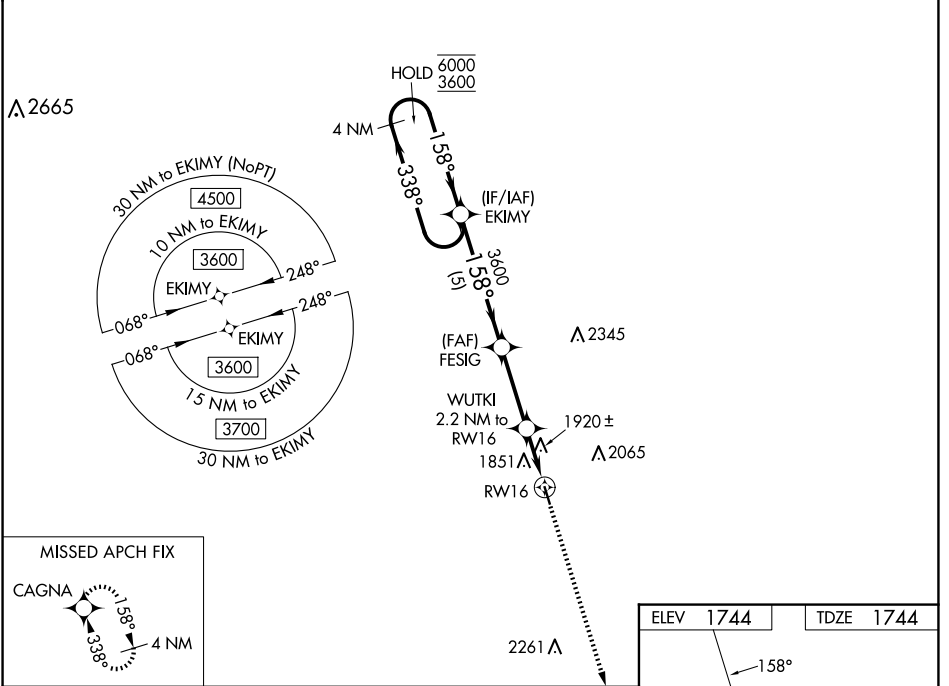 HOLD 6000
3600
2665
4 NM
158°
338°
(IF/IAF)
EKIMY
3600
158°
(5)
30 NM to EKIMY (NoPT)
4500
10 NM to EKIMY
3600
EKIMY
248°
068°
248°
EKIMY
068°
3600
15 NM to EKIMY
3700
30 NM to EKIMY
(FAF)
FESIG
2345
WUTKI
2.2 NM to
RW16
1920 ±
1851
2065
RW16
MISSED APCH FIX
CAGNA
158°
338°
4 NM
2261
ELEV 1744
TDZE 1744
158°